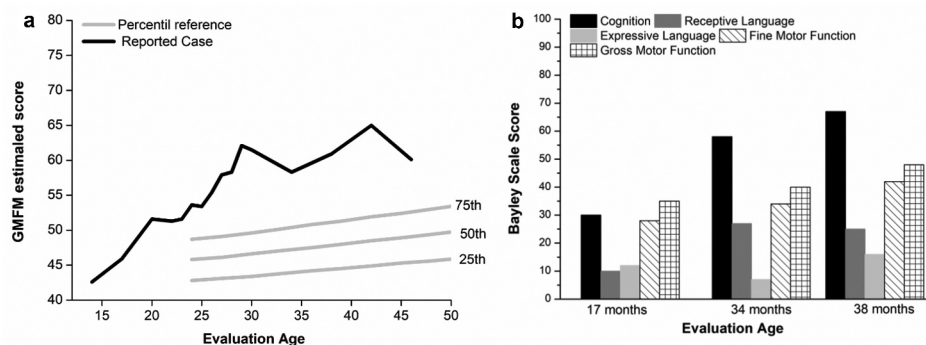 a
Percentil reference
Reported Case
80
75
70
65
60
55
50
45
40
GMFM estimaled score
75th
50th
25th
15 20 25 30 35 40 45 50
Evaluation Age
b
Cognition Receptive Language
Expressive Language Fine Motor Function
Gross Motor Function
100
90
80
70
60
50
40
30
20
10
0
Bayley Scale Score
17 months 34 months 38 months
Evaluation Age